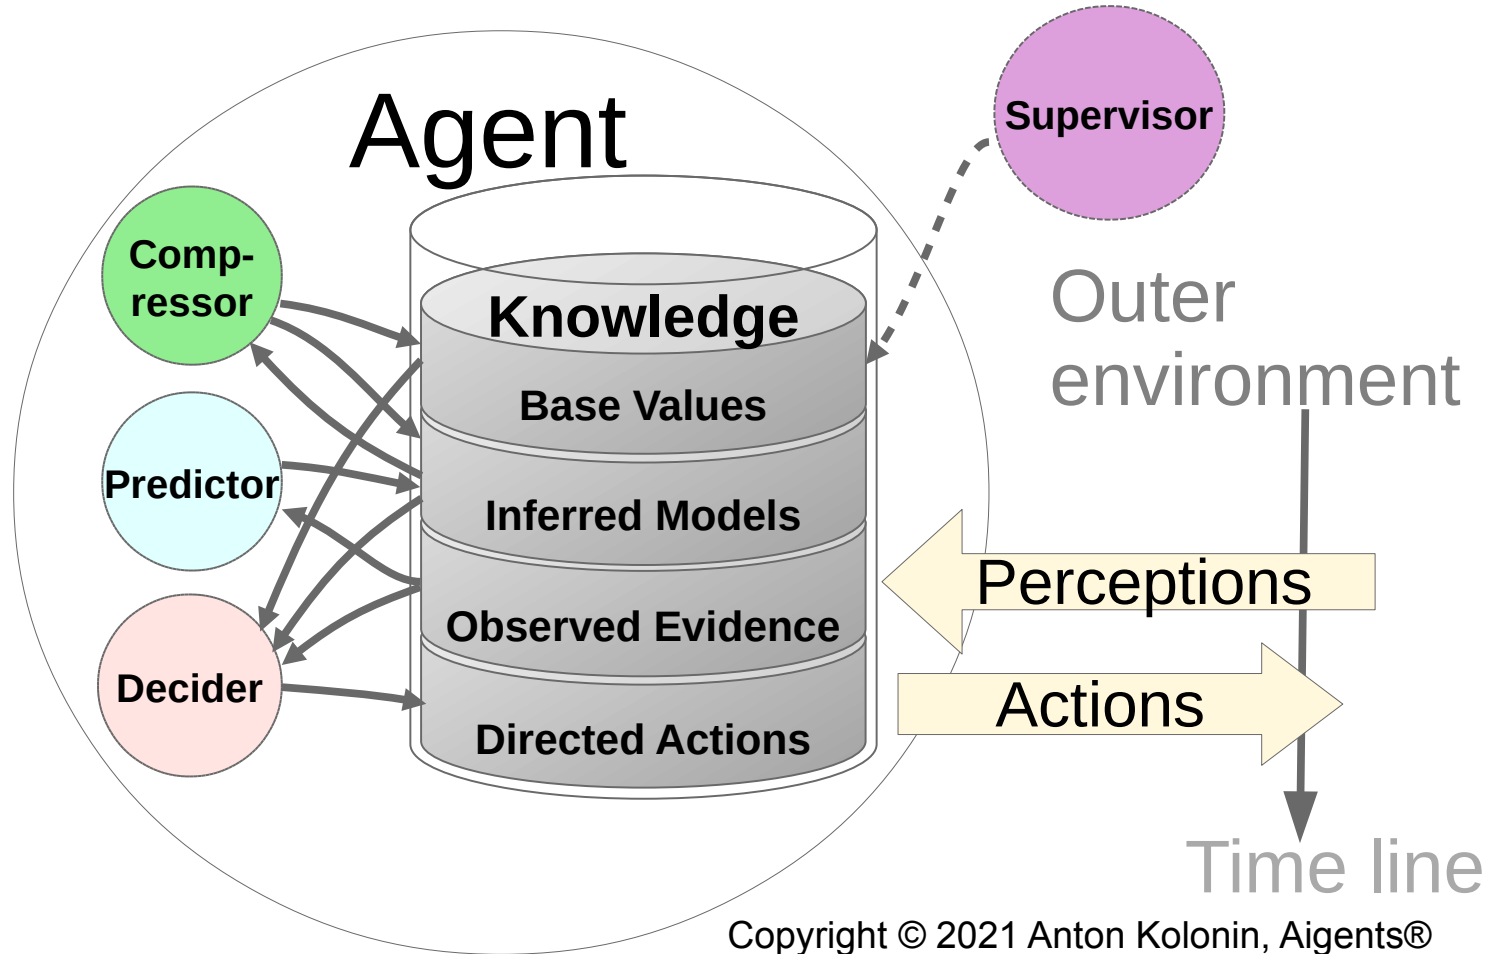 Agent
Supervisor
Comp-
ressor
Knowledge
Outer
environment
Base Values
Predictor
Inferred Models
Perceptions
Observed Evidence
Decider
Actions
Directed Actions
Time line
Copyright © 2021 Anton Kolonin, Aigents®